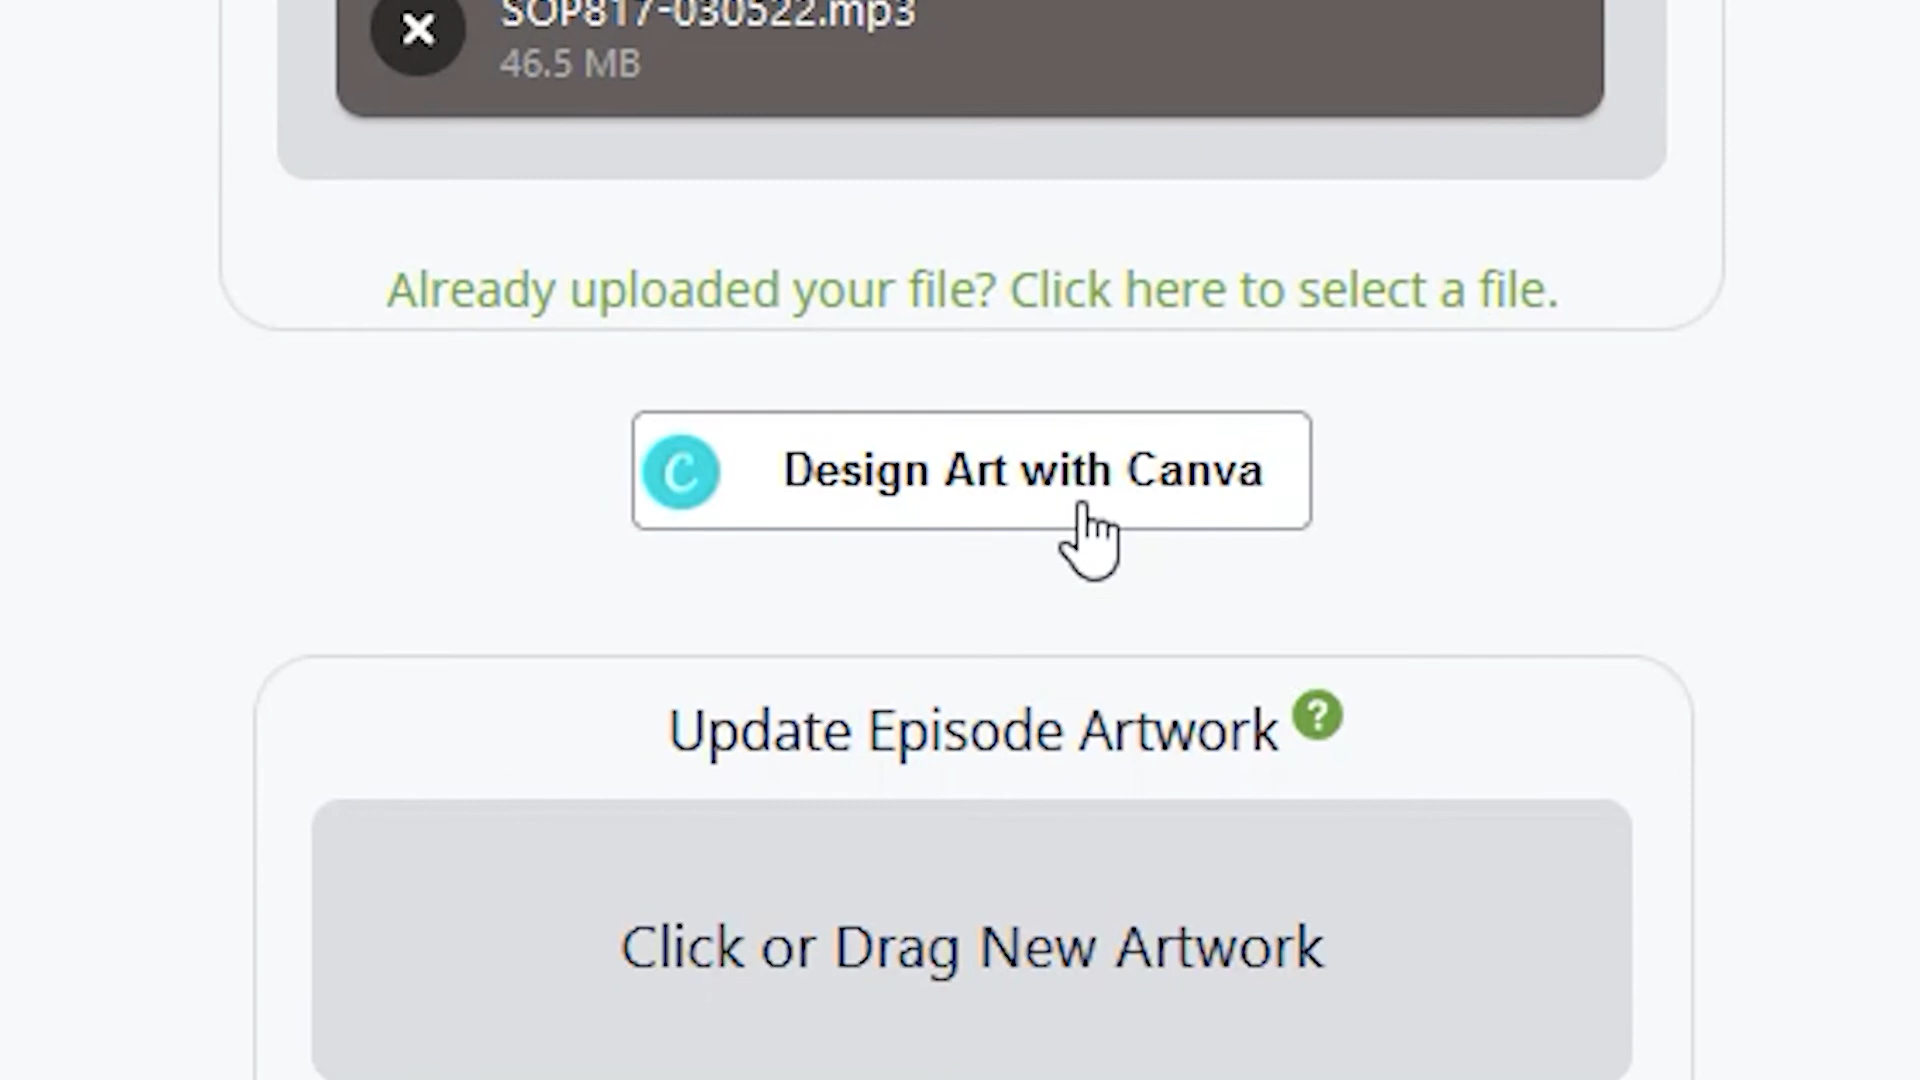 SOP817-030522.mp3
46.5 MB
Already uploaded your file? Click here to select a file.
C Design Art with Canva
Update Episode Artwork ?
Click or Drag New Artwork